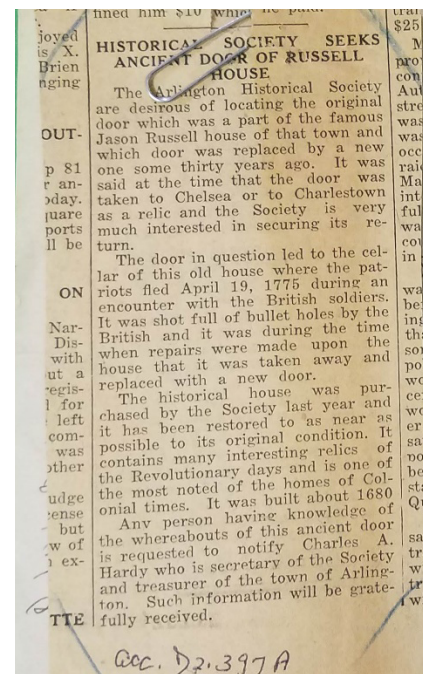 fined him $10
HISTORICAL SOCIETY SEEKS
ANCIENT DOOR OF RUSSELL
HOUSE
The Arlington Historical Society
are desirous of locating the original
door which was a part of the famous
Jason Russell house of that town and
which door was replaced by a new
one some thirty years ago. It was
said at the time that the door was
taken to Chelsea or to Charlestown
as a relic and the Society is very
much interested in securing its re-
turn.
The door in question led to the cel-
lar of this old house where the pat-
riots fled April 19, 1775 during an
encounter with the British soldiers.
It was shot full of bullet holes by the
British and it was during the time
when repairs were made upon the
house that it was taken away and
replaced with a new door.
The historical house was pur-
chased by the Society last year and
it has been restored to as near as
possible to its original condition. It
contains many interesting relics of
the Revolutionary days and is one of
the most noted of the homes of Col-
onial times. It was built about 1680
Any person having knowledge of
the whereabouts of this ancient door
is requested to notify Charles A.
Hardy who is secretary of the Society
and treasurer of the town of Arling-
ton. Such information will be grate-
fully received.
acc. D2.397A